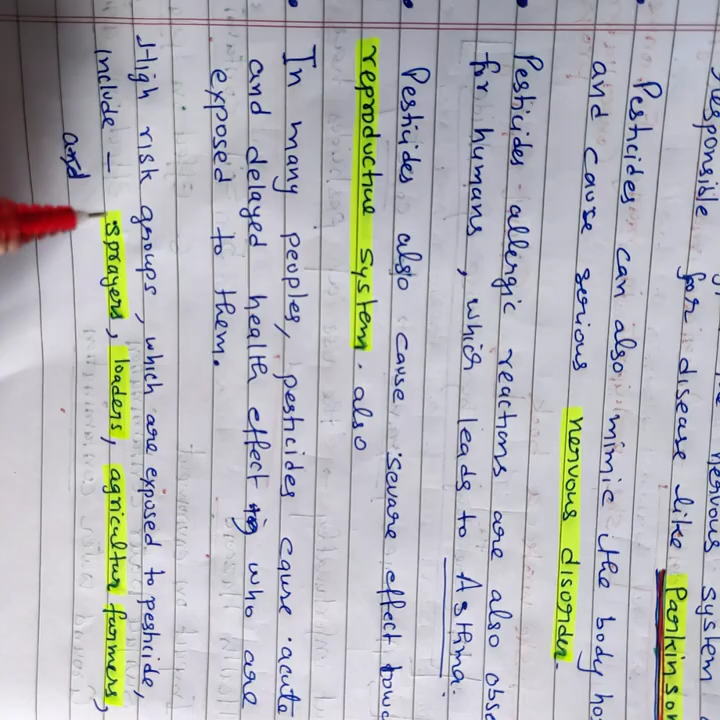 responsible for disease like Parkinson
Pesticides can also mimic the body ho
and cause serious nervous disorder.
Pesticides allergic reactions are also obse
for humans, which leads to Asthma.
Pesticides also cause sevare effect towa
reproductive system. also
In many peoples, pesticides cause acute
and delayed health effect who are
exposed to them.
High risk groups, which are exposed to pesticide,
include - sprayers, loaders, agricultur farmers,
and